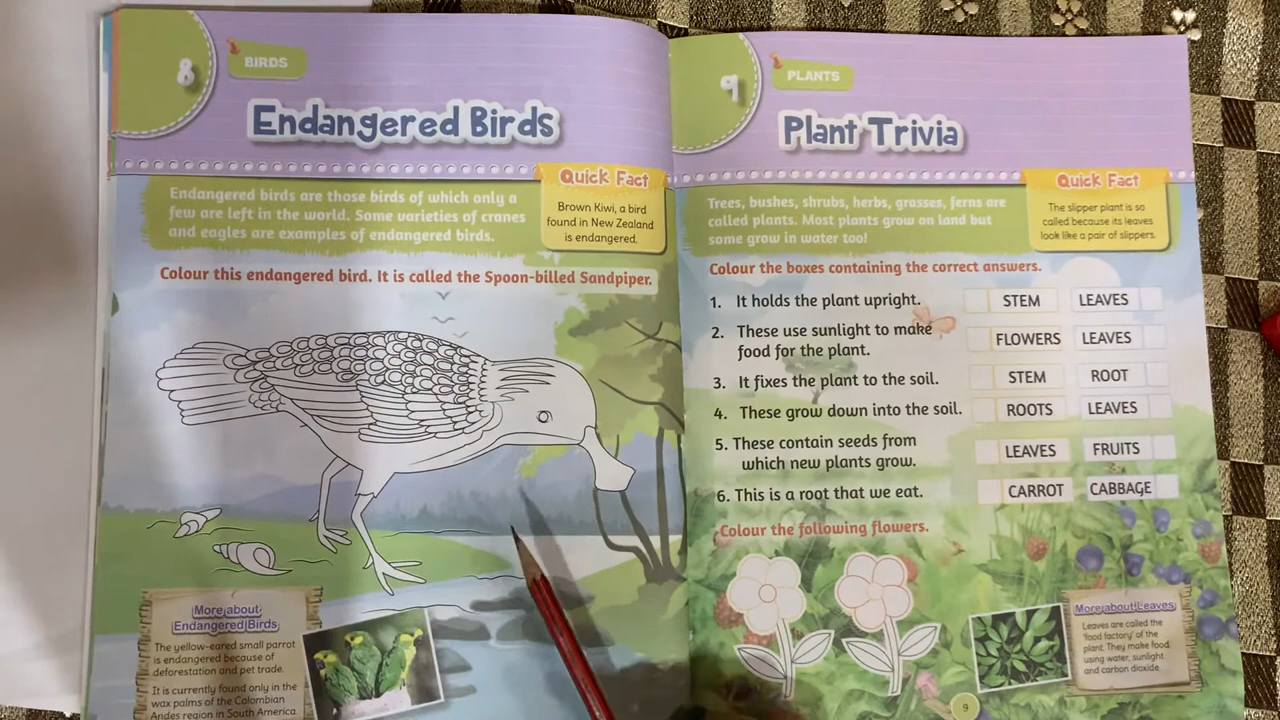 8
BIRDS
Endangered Birds
Endangered birds are those birds of which only a
few are left in the world. Some varieties of cranes
and eagles are examples of endangered birds.
Quick Fact
Brown Kiwi, a bird
found in New Zealand
is endangered.
Colour this endangered bird. It is called the Spoon-billed Sandpiper.
More about
Endangered Birds
The yellow-eared small parrot
is endangered because of
deforestation and pet trade.
It is currently found only in the
wax palms of the Colombian
Andes region in South America.
9
PLANTS
Plant Trivia
Trees, bushes, shrubs, herbs, grasses, ferns are
called plants. Most plants grow on land but
some grow in water too!
Quick Fact
The slipper plant is so
called because its leaves
look like a pair of slippers.
Colour the boxes containing the correct answers.
1. It holds the plant upright. STEM LEAVES
2. These use sunlight to make
food for the plant. FLOWERS LEAVES
3. It fixes the plant to the soil. STEM ROOT
4. These grow down into the soil. ROOTS LEAVES
5. These contain seeds from
which new plants grow. LEAVES FRUITS
6. This is a root that we eat. CARROT CABBAGE
Colour the following flowers.
More about Leaves
Leaves are called the
'food factory' of the
plant. They make food
using water, sunlight
and carbon dioxide.
9